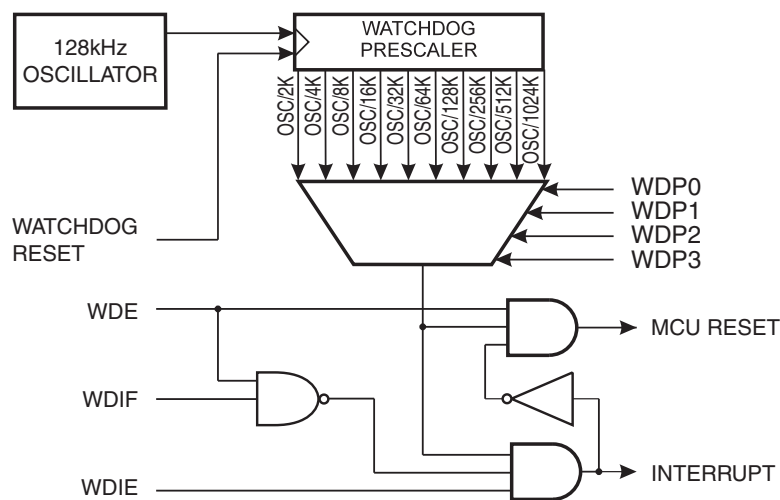 128kHz
OSCILLATOR
WATCHDOG
PRESCALER
OSC/2K
OSC/4K
OSC/8K
OSC/16K
OSC/32K
OSC/64K
OSC/128K
OSC/256K
OSC/512K
OSC/1024K
WDP0
WDP1
WDP2
WDP3
WATCHDOG
RESET
WDE
MCU RESET
WDIF
INTERRUPT
WDIE